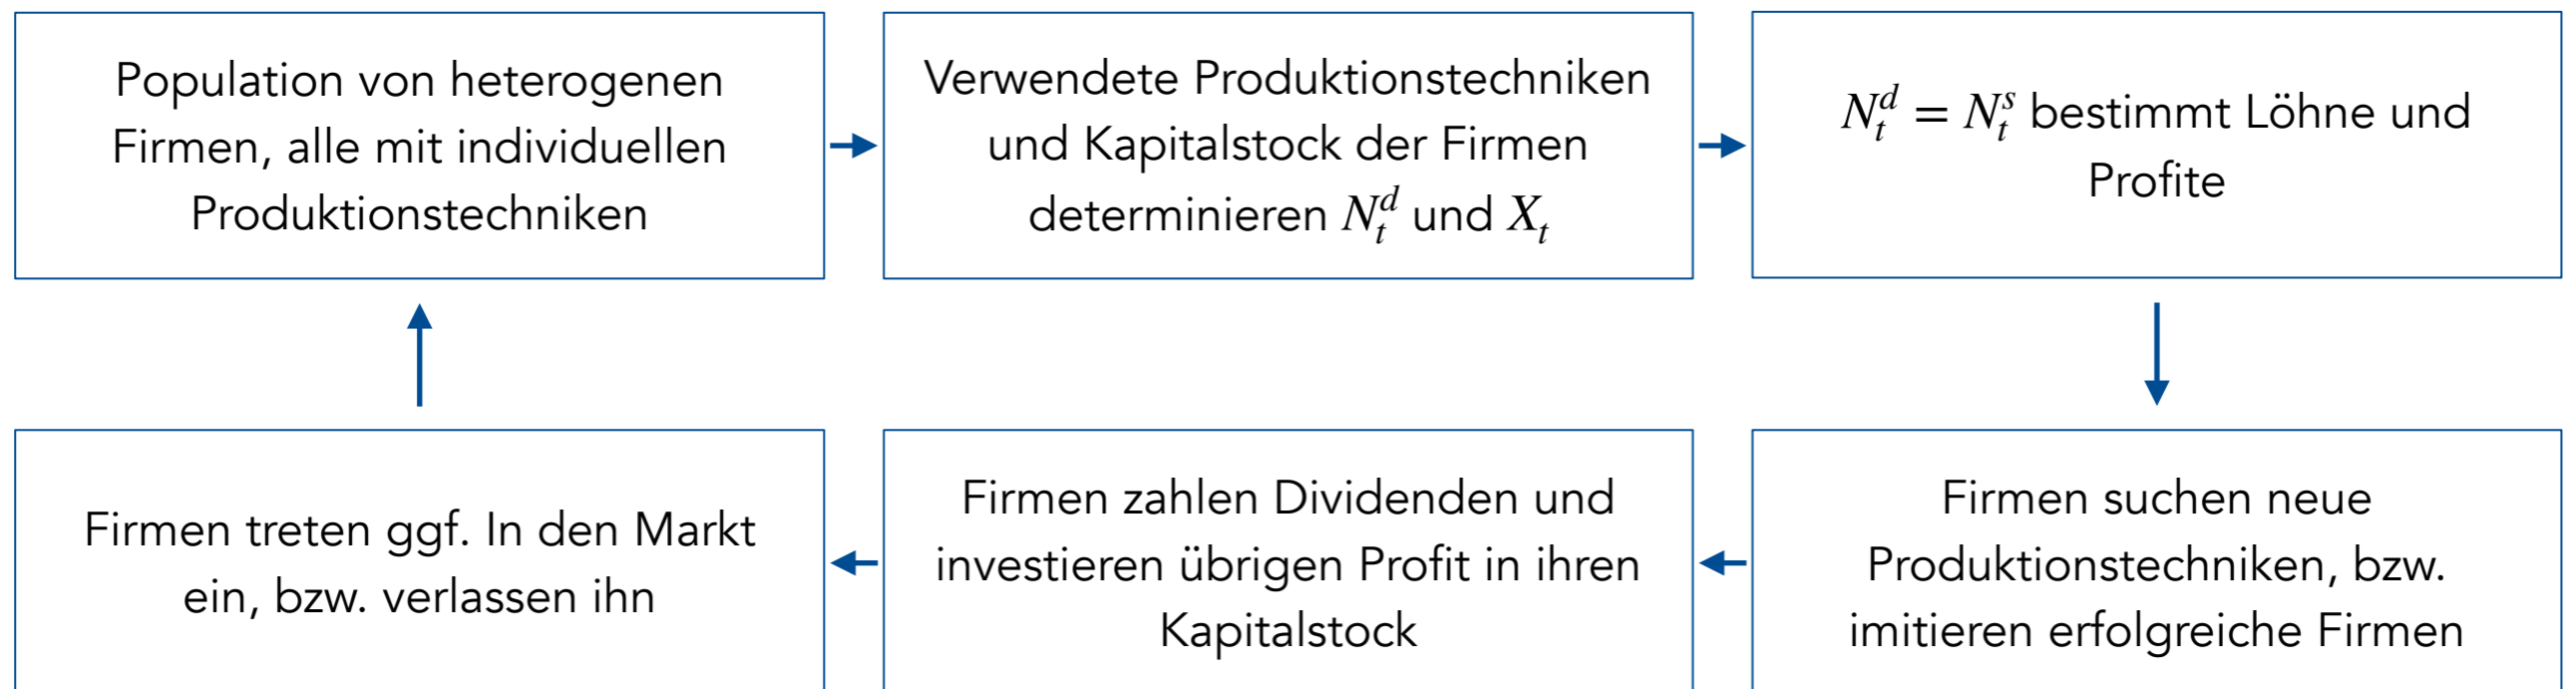 Population von heterogenen
Firmen, alle mit individuellen
Produktionstechniken
Verwendete Produktionstechniken
und Kapitalstock der Firmen
determinieren $N_t^d$ und $X_t$
$N_t^d = N_t^s$ bestimmt Löhne und
Profite
Firmen suchen neue
Produktionstechniken, bzw.
imitieren erfolgreiche Firmen
Firmen zahlen Dividenden und
investieren übrigen Profit in ihren
Kapitalstock
Firmen treten ggf. In den Markt
ein, bzw. verlassen ihn